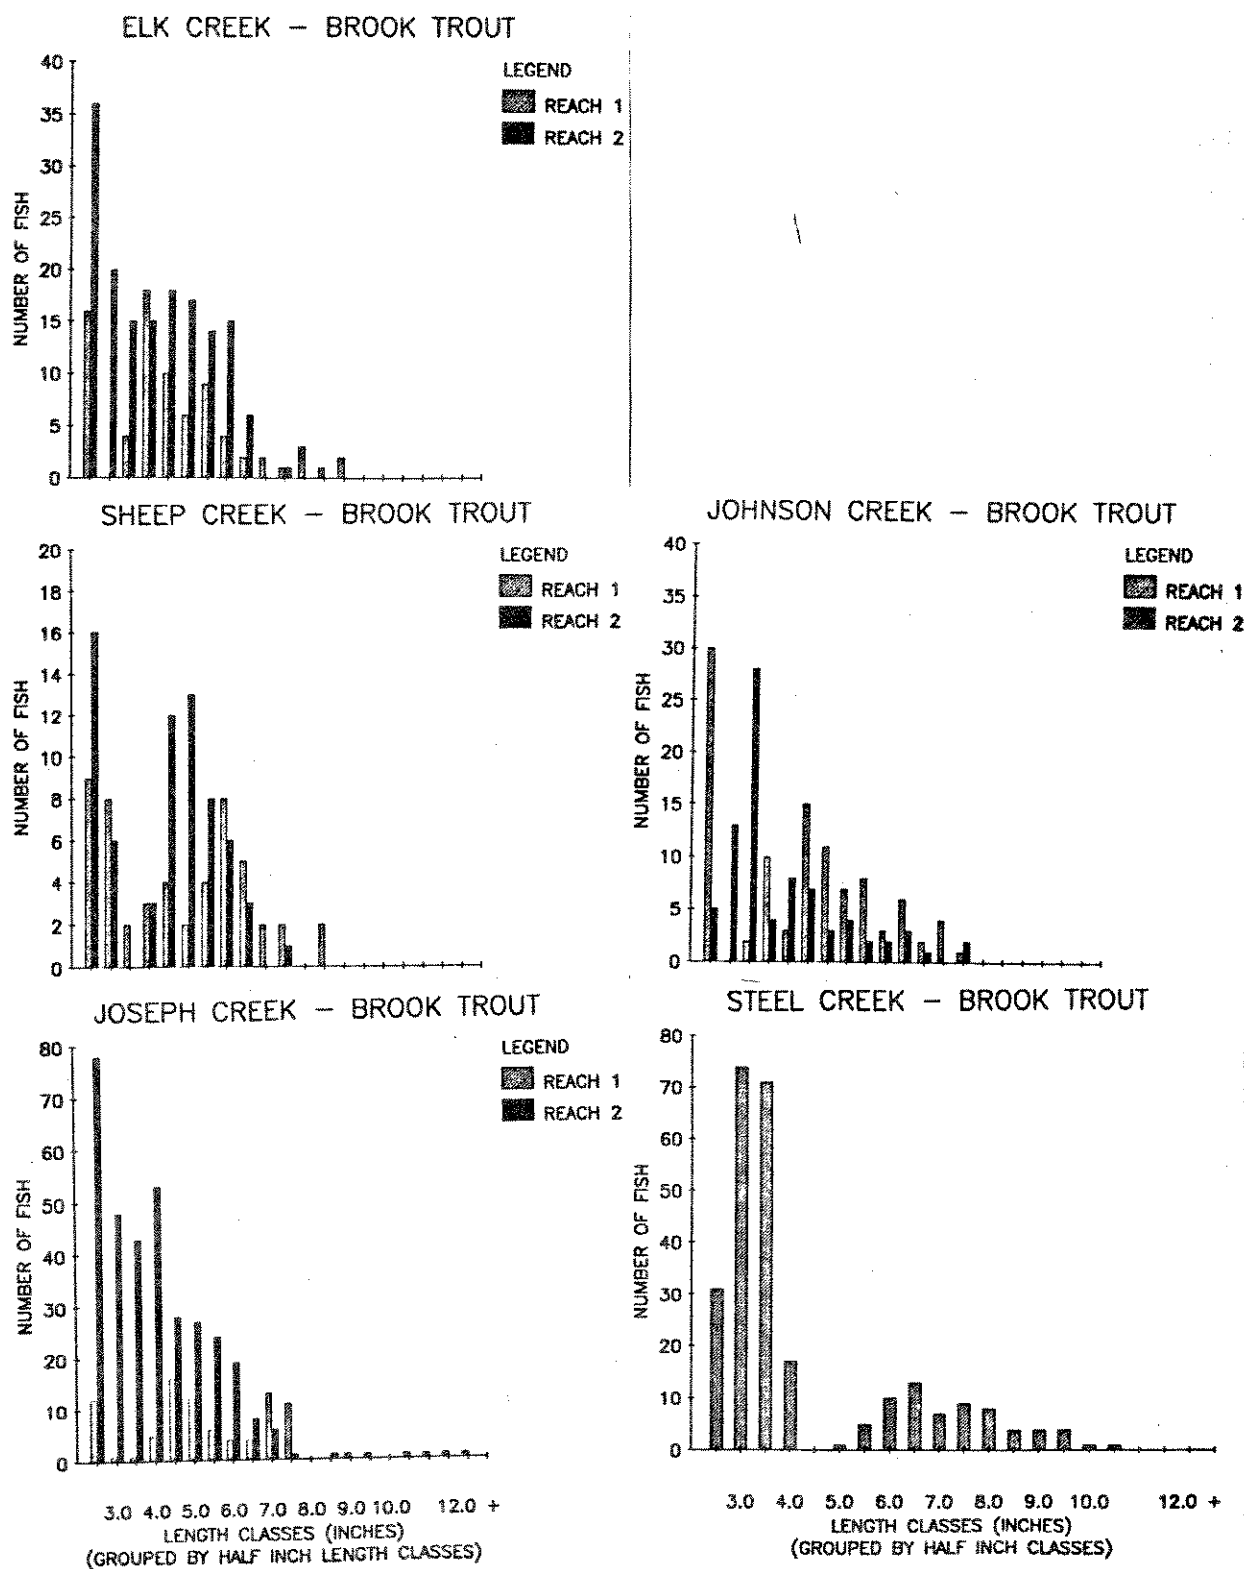 ELK CREEK – BROOK TROUT
LEGEND
REACH 1
REACH 2
NUMBER OF FISH
40
35
30
25
20
15
10
5
0
SHEEP CREEK – BROOK TROUT
LEGEND
REACH 1
REACH 2
NUMBER OF FISH
20
18
16
14
12
10
8
6
4
2
0
JOHNSON CREEK – BROOK TROUT
LEGEND
REACH 1
REACH 2
NUMBER OF FISH
40
35
30
25
20
15
10
5
0
JOSEPH CREEK – BROOK TROUT
LEGEND
REACH 1
REACH 2
NUMBER OF FISH
80
70
60
50
40
30
20
10
0
3.0 4.0 5.0 6.0 7.0 8.0 9.0 10.0 12.0 +
LENGTH CLASSES (INCHES)
(GROUPED BY HALF INCH LENGTH CLASSES)
STEEL CREEK – BROOK TROUT
NUMBER OF FISH
80
70
60
50
40
30
20
10
0
3.0 4.0 5.0 6.0 7.0 8.0 9.0 10.0 12.0 +
LENGTH CLASSES (INCHES)
(GROUPED BY HALF INCH CLASSES)